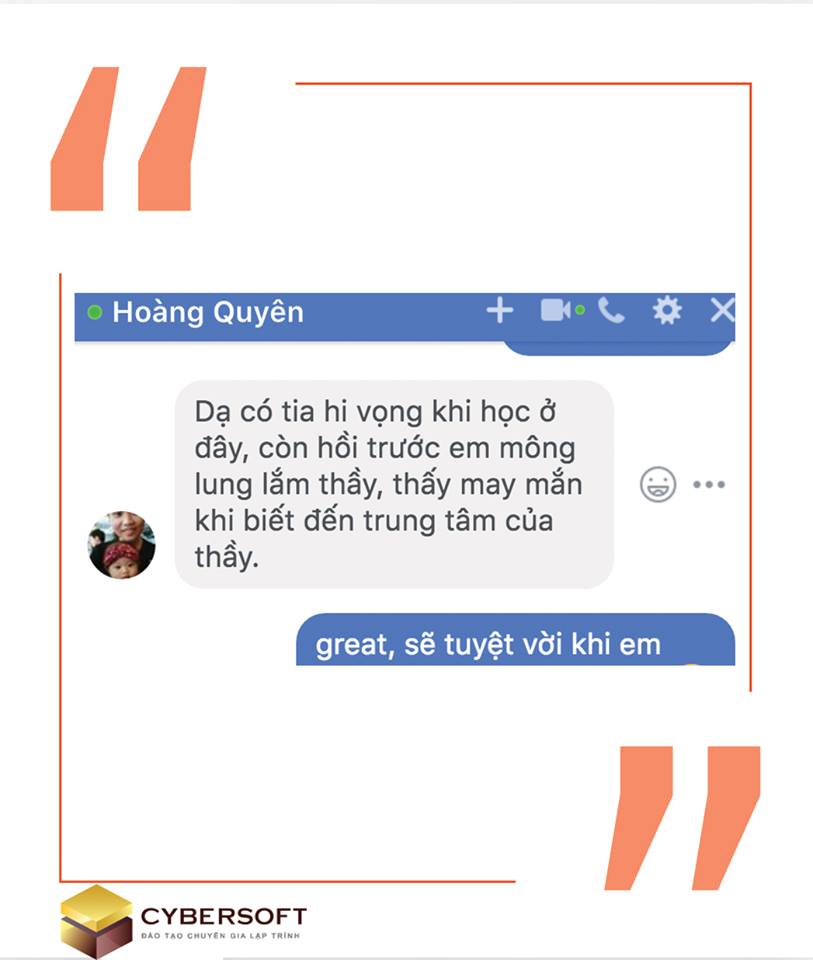 Hoàng Quyên
Dạ có tia hi vọng khi học ở
đây, còn hồi trước em mông
lung lắm thầy, thấy may mắn
khi biết đến trung tâm của
thầy.
great, sẽ tuyệt vời khi em
CYBERSOFT
ĐÀO TẠO CHUYÊN GIA LẬP TRÌNH